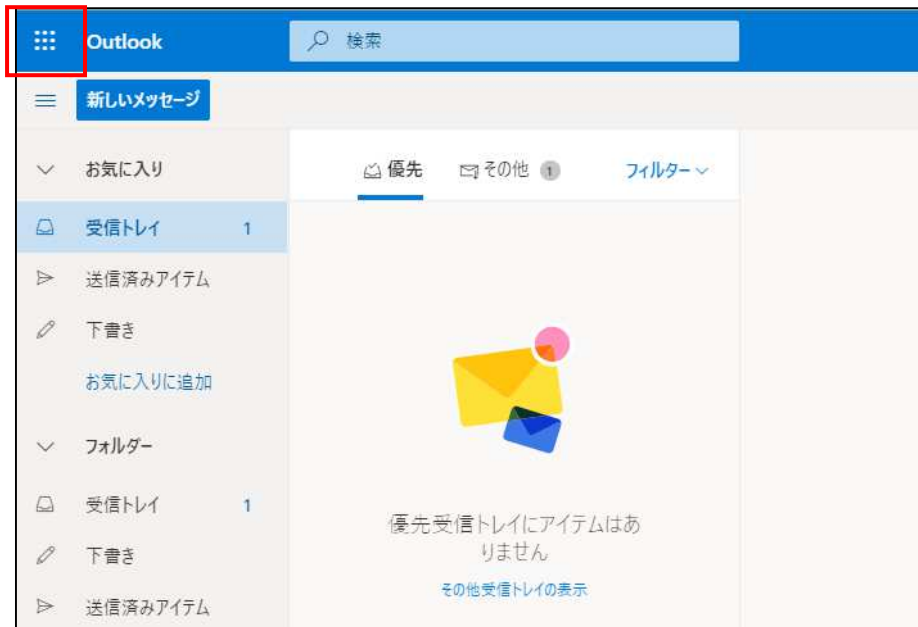 Outlook
検索
新しいメッセージ
お気に入り
優先 その他 1 フィルター
受信トレイ 1
送信済みアイテム
下書き
お気に入りに追加
フォルダー
受信トレイ 1
下書き
送信済みアイテム
優先受信トレイにアイテムはあ
りません
その他受信トレイの表示